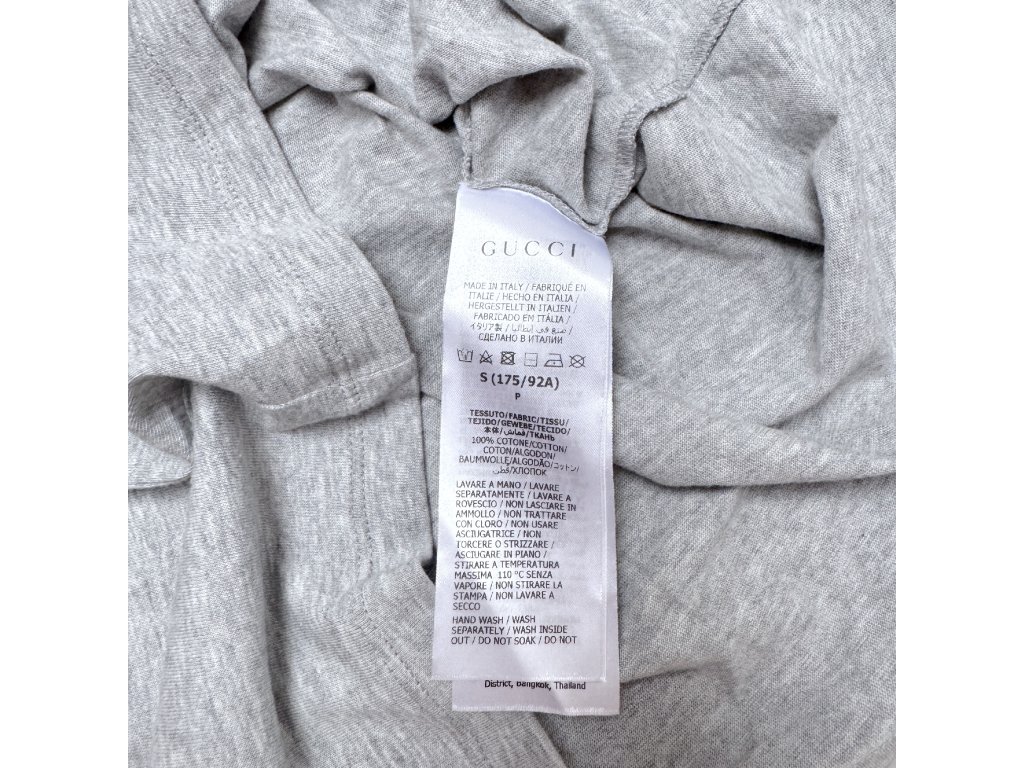 GUCCI
MADE IN ITALY / FABRIQUÉ EN
ITALIE / HECHO EN ITALIA /
HERGESTELLT IN ITALIEN /
FABRICADO EM ITÁLIA /
イタリア製 / صنع في إيطاليا /
СДЕЛАНО В ИТАЛИИ
S (175/92A)
P
TESSUTO/FABRIC/TISSU/
TEJIDO/GEWEBE/TECIDO/
本体/قماش/ТКАНЬ
100% COTONE/COTTON/
COTON/ALGODON/
BAUMWOLLE/ALGODÃO/コットン/
قطن/ХЛОПОК
LAVARE A MANO / LAVARE
SEPARATAMENTE / LAVARE A
ROVESCIO / NON LASCIARE IN
AMMOLLO / NON TRATTARE
CON CLORO / NON USARE
ASCIUGATRICE / NON
TORCERE O STRIZZARE /
ASCIUGARE IN PIANO /
STIRARE A TEMPERATURA
MASSIMA 110 °C SENZA
VAPORE / NON STIRARE LA
STAMPA / NON LAVARE A
SECCO
HAND WASH / WASH
SEPARATELY / WASH INSIDE
OUT / DO NOT SOAK / DO NOT
District, Bangkok, Thailand